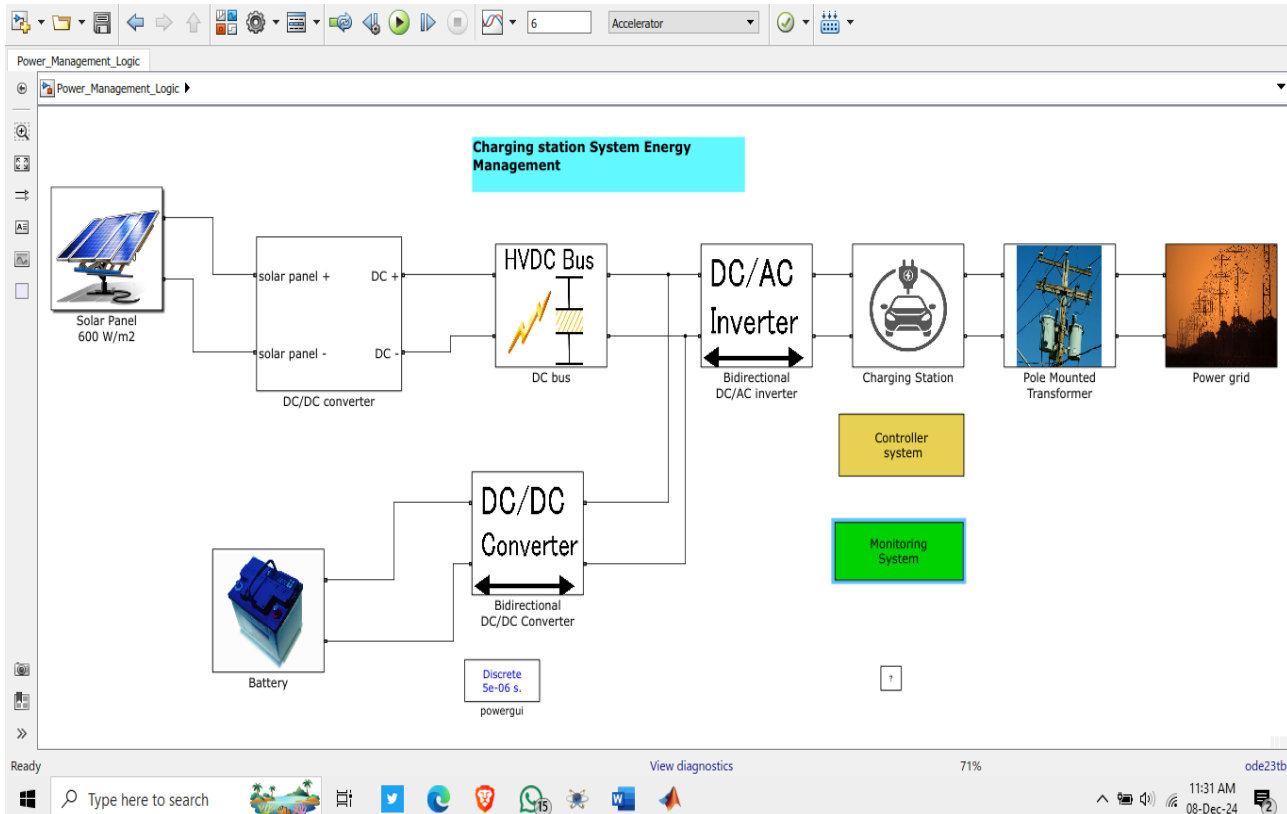 6
Accelerator
Power_Management_Logic
Power_Management_Logic
Charging station System Energy
Management
Solar Panel
600 W/m2
solar panel +
DC +
solar panel -
DC -
DC/DC converter
HVDC Bus
DC bus
DC/AC
Inverter
Bidirectional
DC/AC inverter
Charging Station
Pole Mounted
Transformer
Power grid
Controller
system
Monitoring
System
DC/DC
Converter
Bidirectional
DC/DC Converter
Battery
Discrete
5e-06 s.
powergui
?
Ready
View diagnostics
71%
ode23tb
Type here to search
15
11:31 AM
08-Dec-24
2